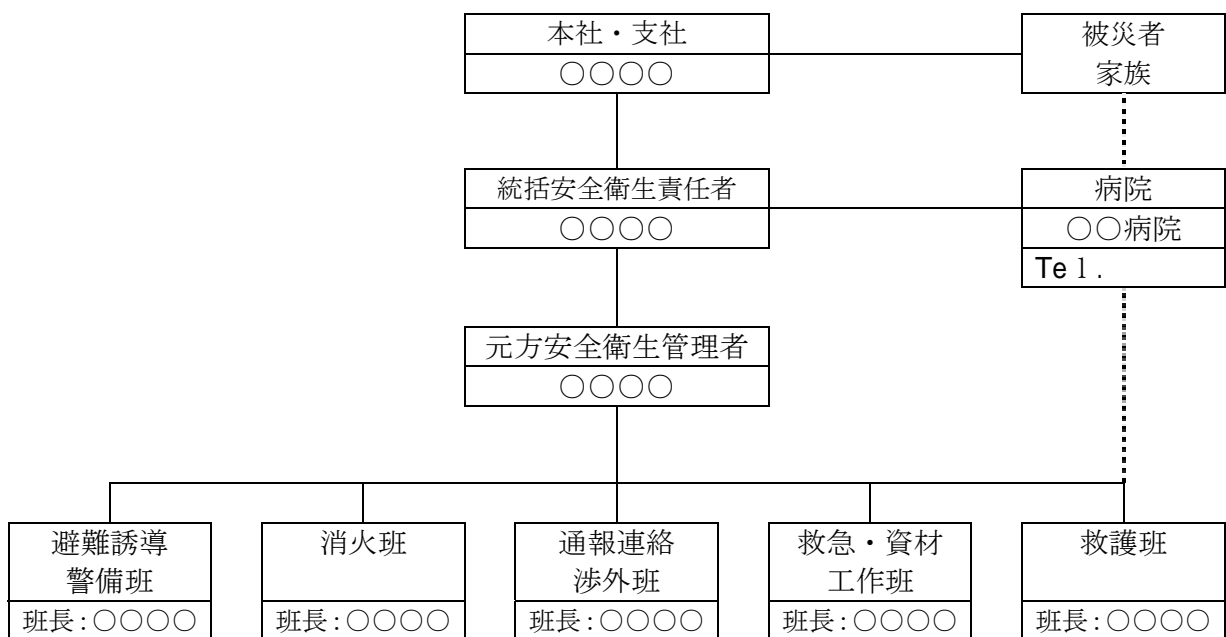 本社・支社
○○○○
被災者
家族
統括安全衛生責任者
○○○○
病院
○○病院
Tel.
元方安全衛生管理者
○○○○
避難誘導
警備班
班長:○○○○
消火班
班長:○○○○
通報連絡
渉外班
班長:○○○○
救急・資材
工作班
班長:○○○○
救護班
班長:○○○○